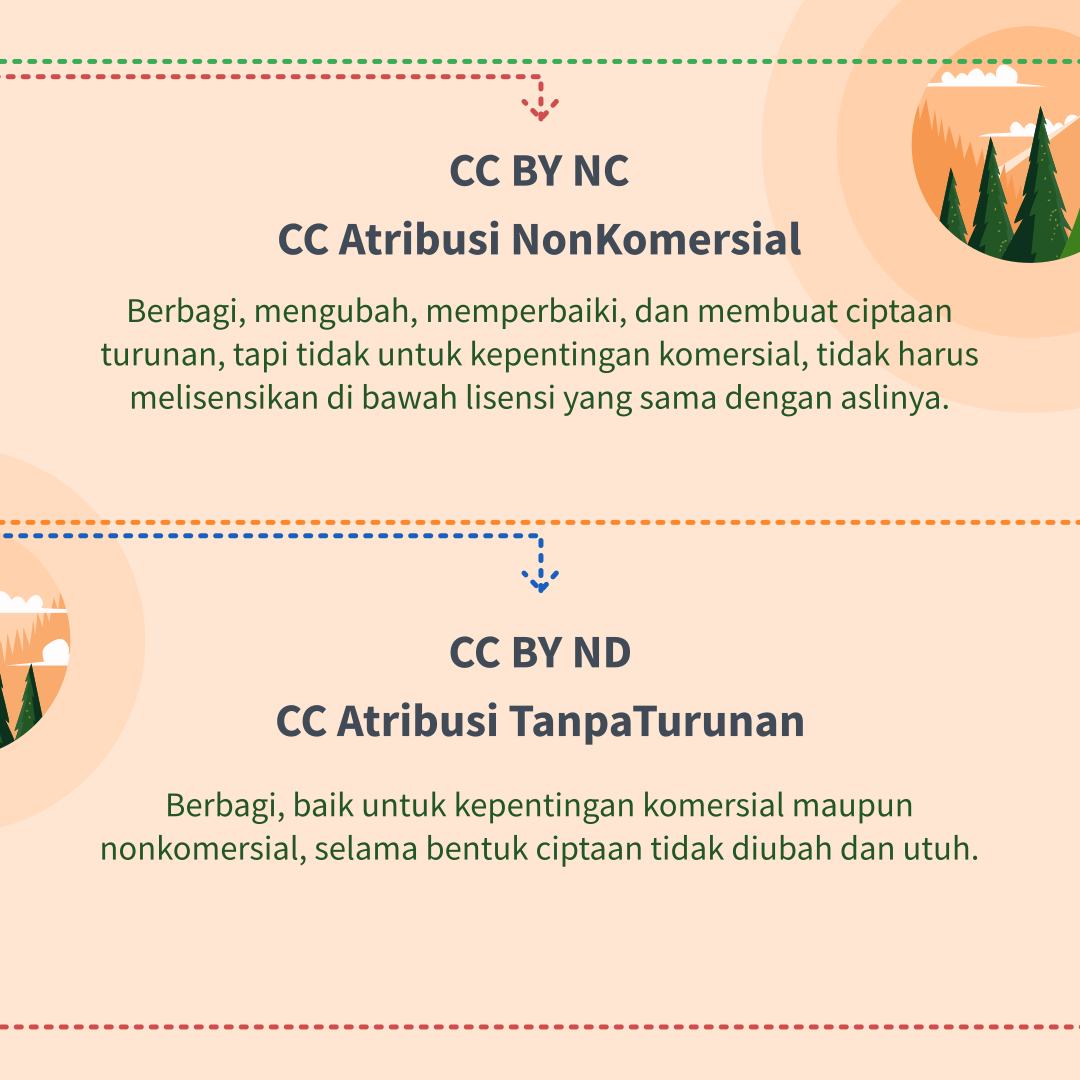 CC BY NC
CC Atribusi NonKomersial
Berbagi, mengubah, memperbaiki, dan membuat ciptaan
turunan, tapi tidak untuk kepentingan komersial, tidak harus
melisensikan di bawah lisensi yang sama dengan aslinya.
CC BY ND
CC Atribusi TanpaTurunan
Berbagi, baik untuk kepentingan komersial maupun
nonkomersial, selama bentuk ciptaan tidak diubah dan utuh.